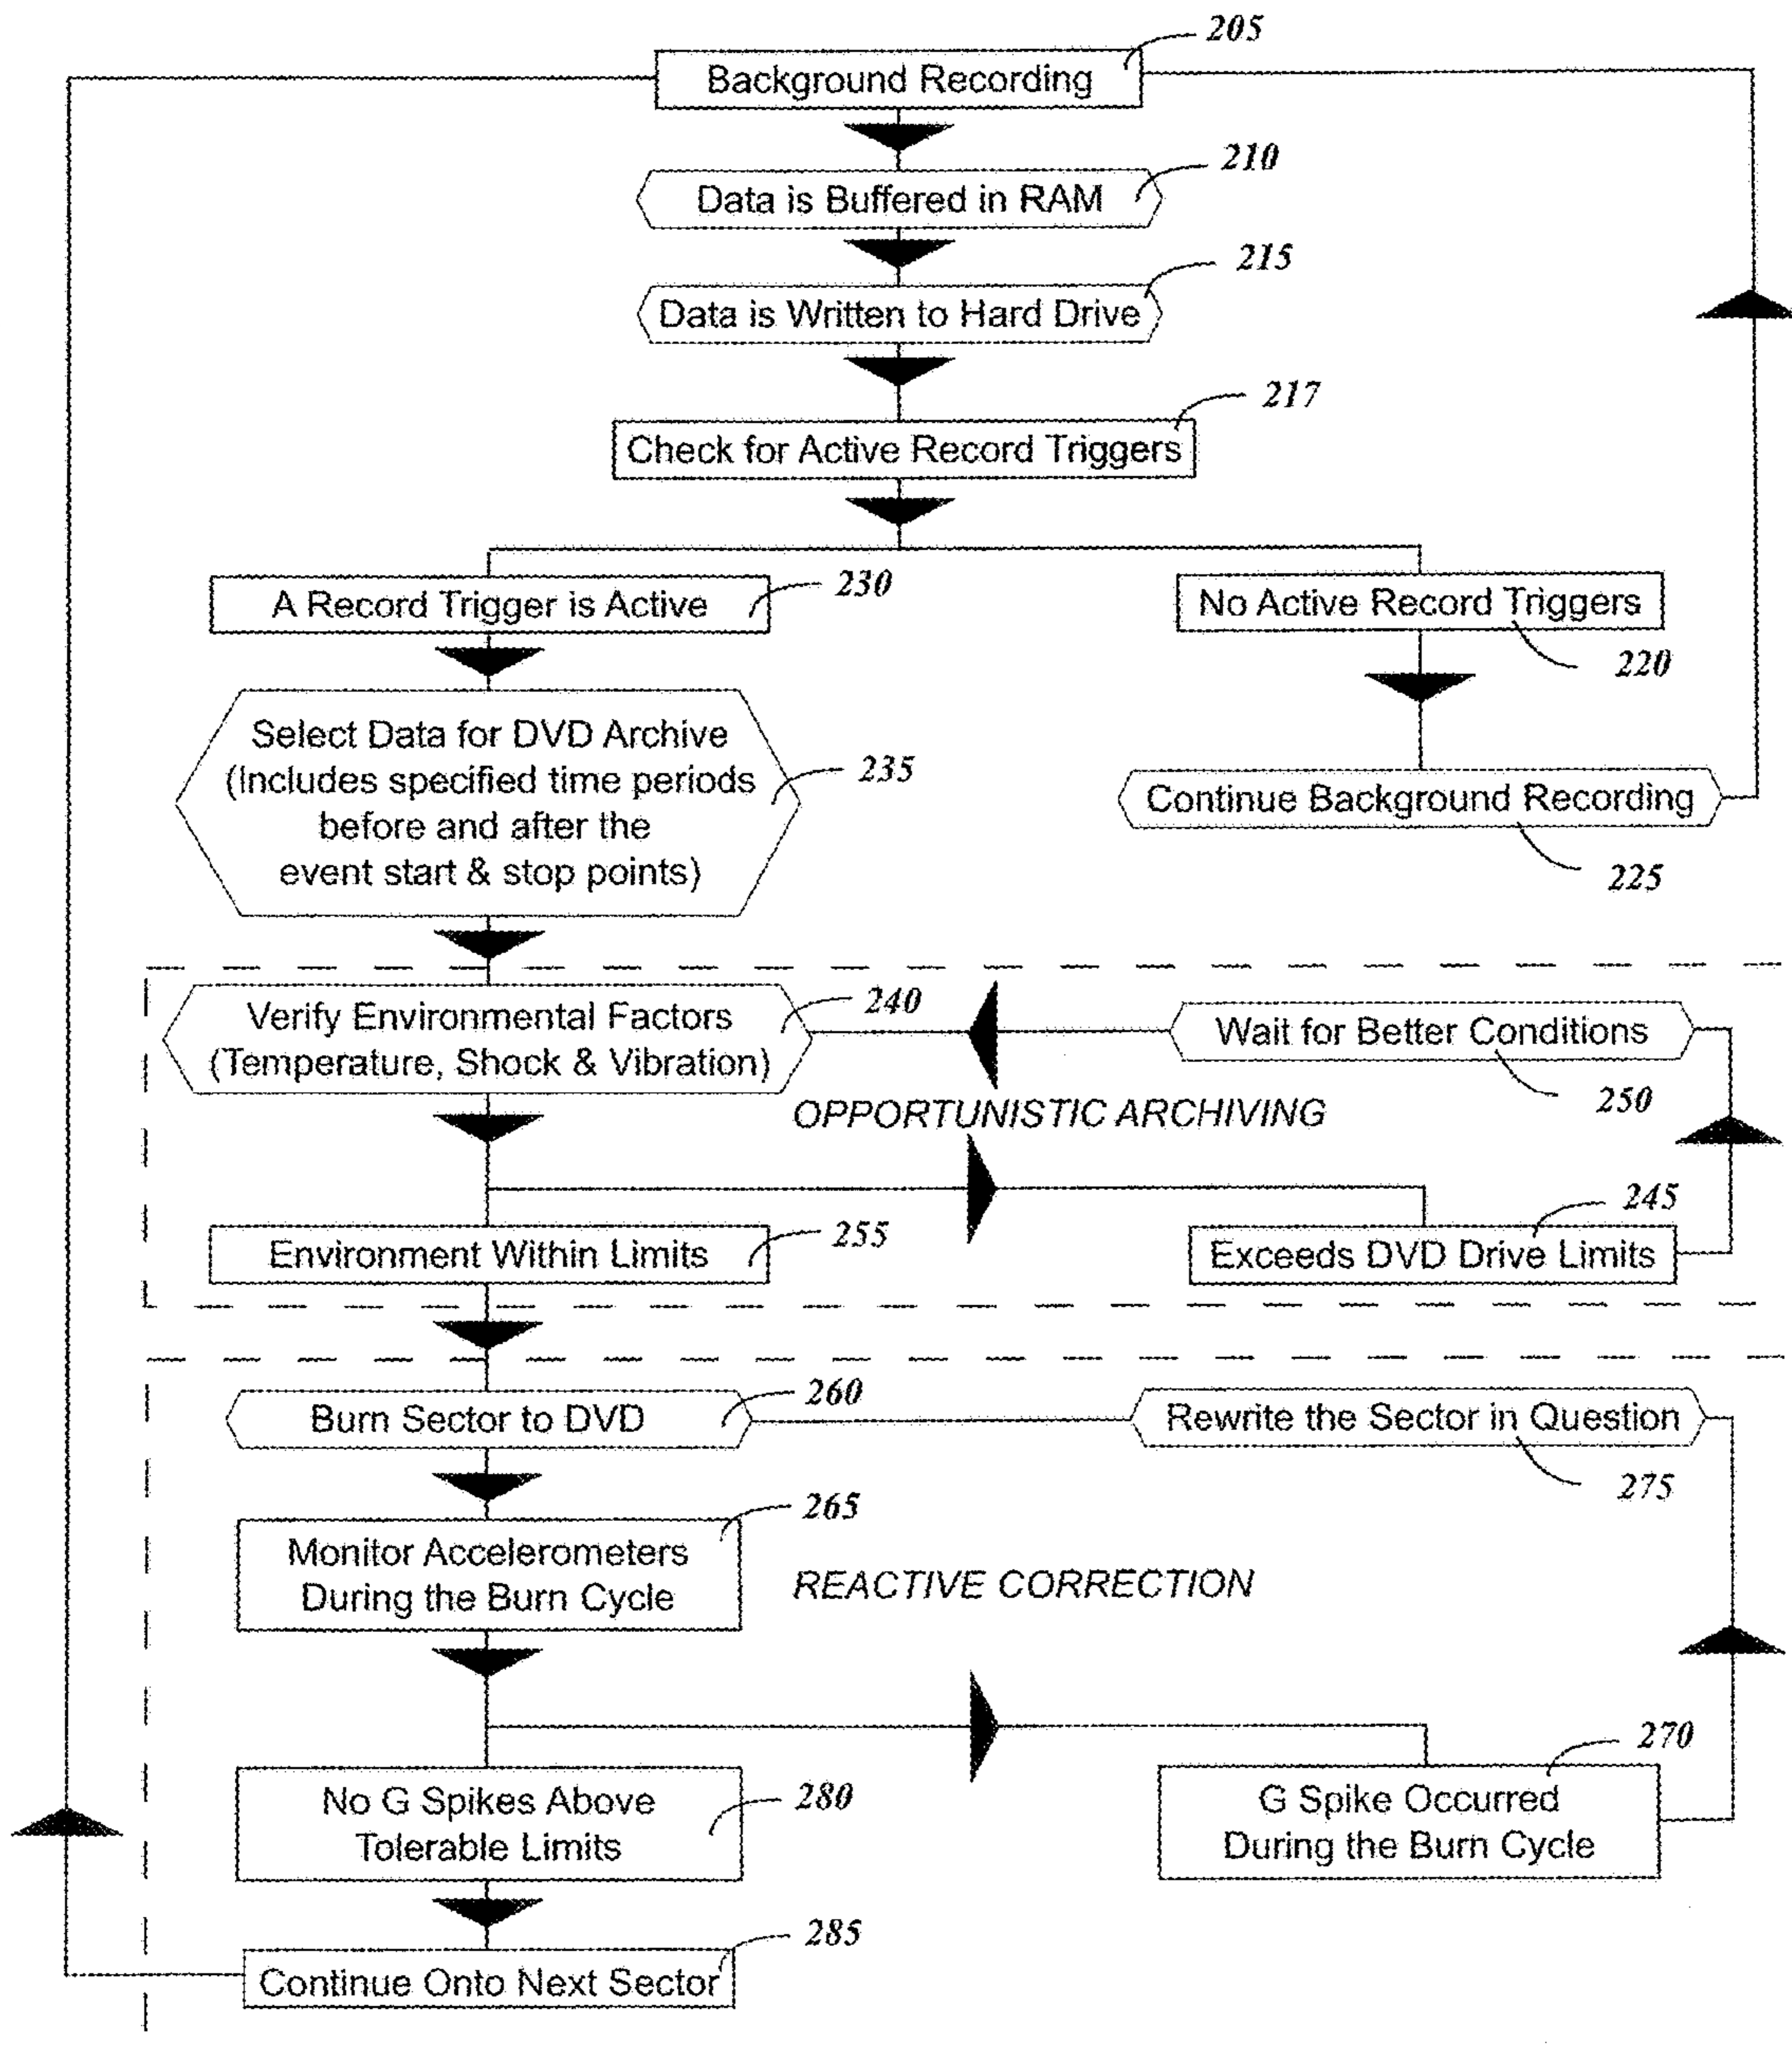 205
Background Recording
210
Data is Buffered in RAM
215
Data is Written to Hard Drive
217
Check for Active Record Triggers
230
A Record Trigger is Active
No Active Record Triggers
220
Select Data for DVD Archive
(Includes specified time periods
before and after the
event start & stop points)
235
Continue Background Recording
225
240
Verify Environmental Factors
(Temperature, Shock & Vibration)
Wait for Better Conditions
250
OPPORTUNISTIC ARCHIVING
245
255
Environment Within Limits
Exceeds DVD Drive Limits
260
Burn Sector to DVD
Rewrite the Sector in Question
275
265
Monitor Accelerometers
During the Burn Cycle
REACTIVE CORRECTION
270
No G Spikes Above
Tolerable Limits
280
G Spike Occurred
During the Burn Cycle
285
Continue Onto Next Sector